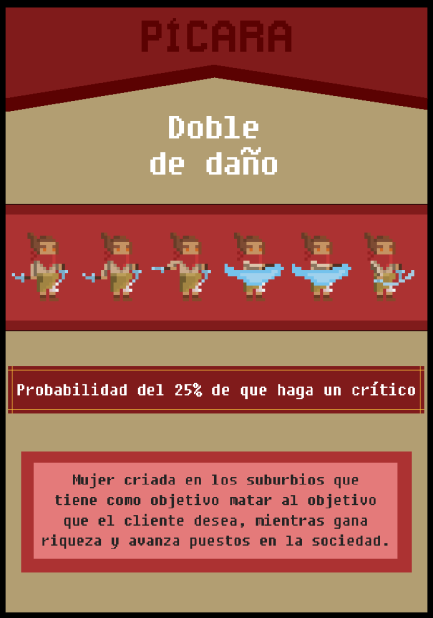 PÍCARA
Doble
de daño
Probabilidad del 25% de que haga un crítico
Mujer criada en los suburbios que
tiene como objetivo matar al objetivo
que el cliente desea, mientras gana
riqueza y avanza puestos en la sociedad.